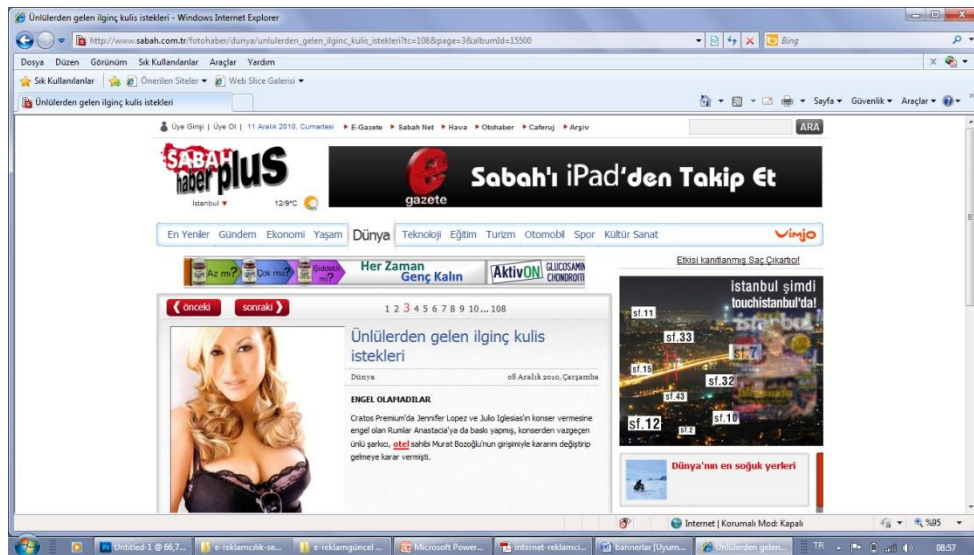 Ünlülerden gelen ilginç kulis istekleri - Windows Internet Explorer
http://www.sabah.com.tr/fotohaber/dunya/unlulerden_gelen_ilginc_kulis_istekleri?tc=108&page=3&albumId=15500
Bing
Dosya Düzen Görünüm Sık Kullanılanlar Araçlar Yardım
Sık Kullanılanlar Önerilen Siteler Web Slice Galerisi
Ünlülerden gelen ilginç kulis istekleri
Sayfa Güvenlik Araçlar
Üye Girişi | Üye Ol | 11 Aralık 2010, Cumartesi E-Gazete Sabah Net Hava Otohaber Caferuj Arşiv
ARA
SABAH
haber plus
İstanbul 12/9°C
e gazete
Sabah'ı iPad'den Takip Et
En Yeniler Gündem Ekonomi Yaşam Dünya Teknoloji Eğitim Turizm Otomobil Spor Kültür Sanat
vimjo
Az mı? Çok mu? Şiddetli mi?
Her Zaman Genç Kalın
AktivON GLUCOSAMIN CHONDROITI
Etkisi kanıtlanmış Saç Çıkartıcı!
önceki sonraki
1 2 3 4 5 6 7 8 9 10... 108
Ünlülerden gelen ilginç kulis
istekleri
Dünya 08 Aralık 2010, Çarşamba
ENGEL OLAMADILAR
Cratos Premium'da Jennifer Lopez ve Julio Iglesias'ın konser vermesine
engel olan Rumlar Anastacia'ya da baskı yapmış, konserden vazgeçen
ünlü şarkıcı, otel sahbi Murat Bozoğlu'nun girişimiyle kararını değiştirip
gelmeye karar vermişti.
istanbul şimdi
touchistanbul'da!
sf.11
sf.33
sf.7
sf.15
sf.32
sf.43
sf.12
sf.2
sf.10
Dünya'nın en soğuk yerleri
Internet | Korumalı Mod: Kapalı
%95
Untitled-1 @ 66,7...
e-reklamcılık-se...
e-reklamgüncel ...
Microsoft Power...
internet-reklamci...
bannerlar [Uyum...
Ünlülerden gelen...
TR
08:57